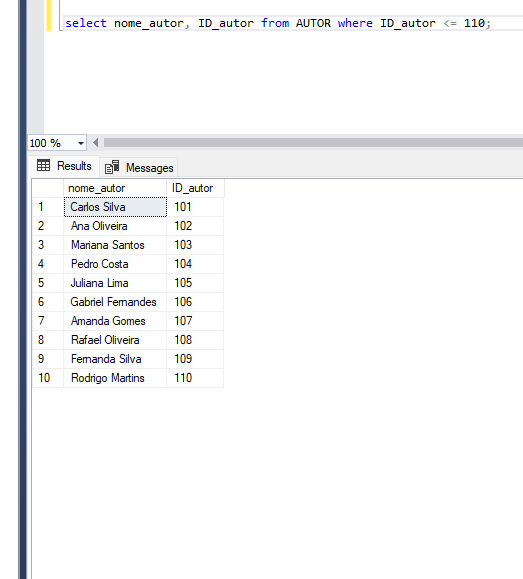 select nome_autor, ID_autor from AUTOR where ID_autor <= 110;
100 %
Results Messages
nome_autor ID_autor
1 Carlos Silva 101
2 Ana Oliveira 102
3 Mariana Santos 103
4 Pedro Costa 104
5 Juliana Lima 105
6 Gabriel Fernandes 106
7 Amanda Gomes 107
8 Rafael Oliveira 108
9 Fernanda Silva 109
10 Rodrigo Martins 110